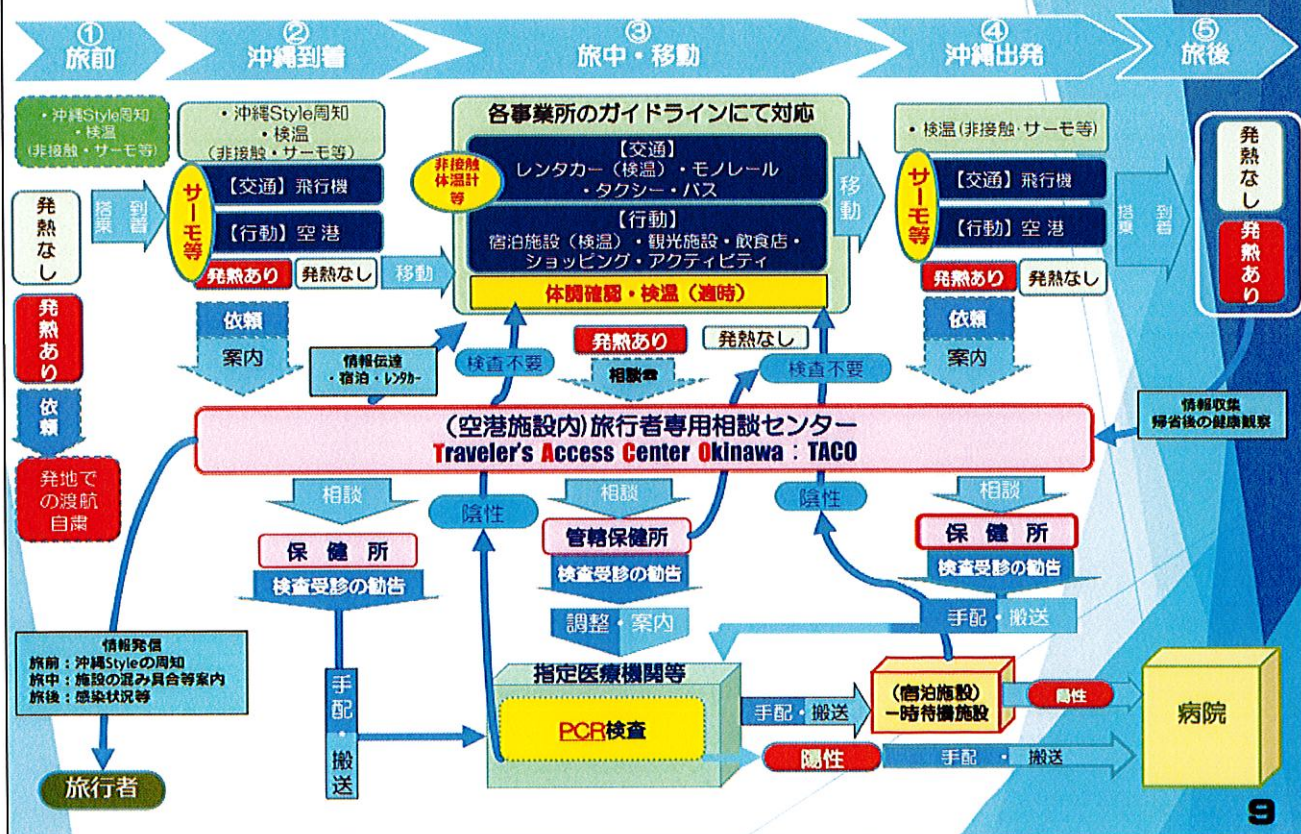 ①
旅前
②
沖縄到着
③
旅中・移動
④
沖縄出発
⑤
旅後
・沖縄Style周知
・検温
(非接触・サーモ等)
発熱なし
発熱あり
依頼
発地で
の渡航
自粛
搭乗
到着
・沖縄Style周知
・検温
(非接触・サーモ等)
サーモ等
【交通】飛行機
【行動】空港
発熱あり
発熱なし
移動
依頼
案内
各事業所のガイドラインにて対応
非接触
体温計
等
【交通】
レンタカー(検温)・モノレール
・タクシー・バス
【行動】
宿泊施設(検温)・観光施設・飲食店・
ショッピング・アクティビティ
体調確認・検温(適時)
発熱あり
発熱なし
相談☎
情報伝達
・宿泊・レンタカー
検査不要
検査不要
移動
・検温(非接触・サーモ等)
サーモ等
【交通】飛行機
【行動】空港
発熱あり
発熱なし
依頼
案内
搭乗
到着
発熱なし
発熱あり
情報収集
帰省後の健康観察
(空港施設内)旅行者専用相談センター
Traveler's Access Center Okinawa:TACO
相談
保健所
検査受診の勧告
手配・搬送
陰性
相談
管轄保健所
検査受診の勧告
調整・案内
陰性
相談
保健所
検査受診の勧告
手配・搬送
情報発信
旅前:沖縄Styleの周知
旅中:施設の混み具合等案内
旅後:感染状況等
旅行者
指定医療機関等
PCR検査
手配・搬送
(宿泊施設)
一時待機施設
陽性
陽性
手配・搬送
病院
9